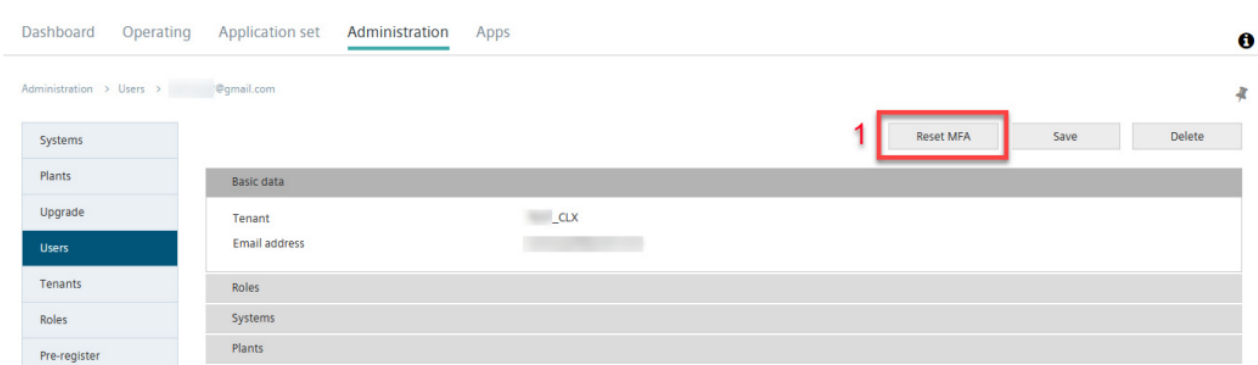 Dashboard Operating Application set Administration Apps
Administration > Users > @gmail.com
Systems
Plants
Upgrade
Users
Tenants
Roles
Pre-register
1 Reset MFA Save Delete
Basic data
Tenant _CLX
Email address
Roles
Systems
Plants